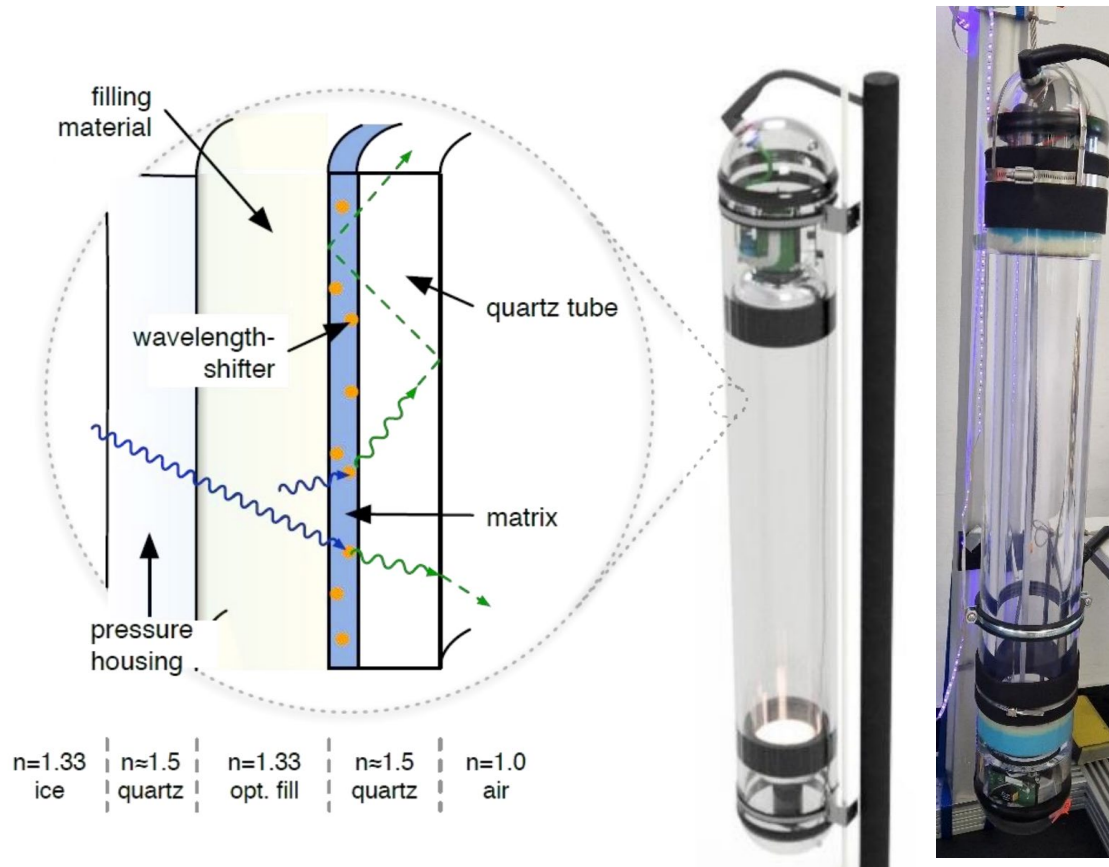 filling
material
quartz tube
wavelength-
shifter
matrix
pressure
housing .
n=1.33 n≈1.5 n=1.33 n≈1.5 n=1.0
ice quartz opt. fill quartz air